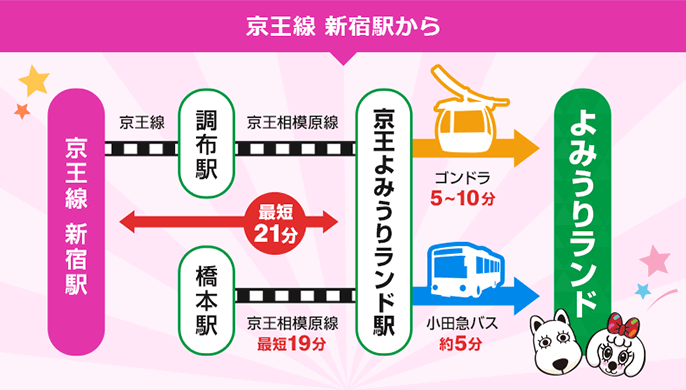 京王線 新宿駅から
京王線 新宿駅
京王線
調布駅
京王相模原線
最短
21分
橋本駅
京王相模原線
最短19分
京王よみうりランド駅
ゴンドラ
5~10分
小田急バス
約5分
よみうりランド